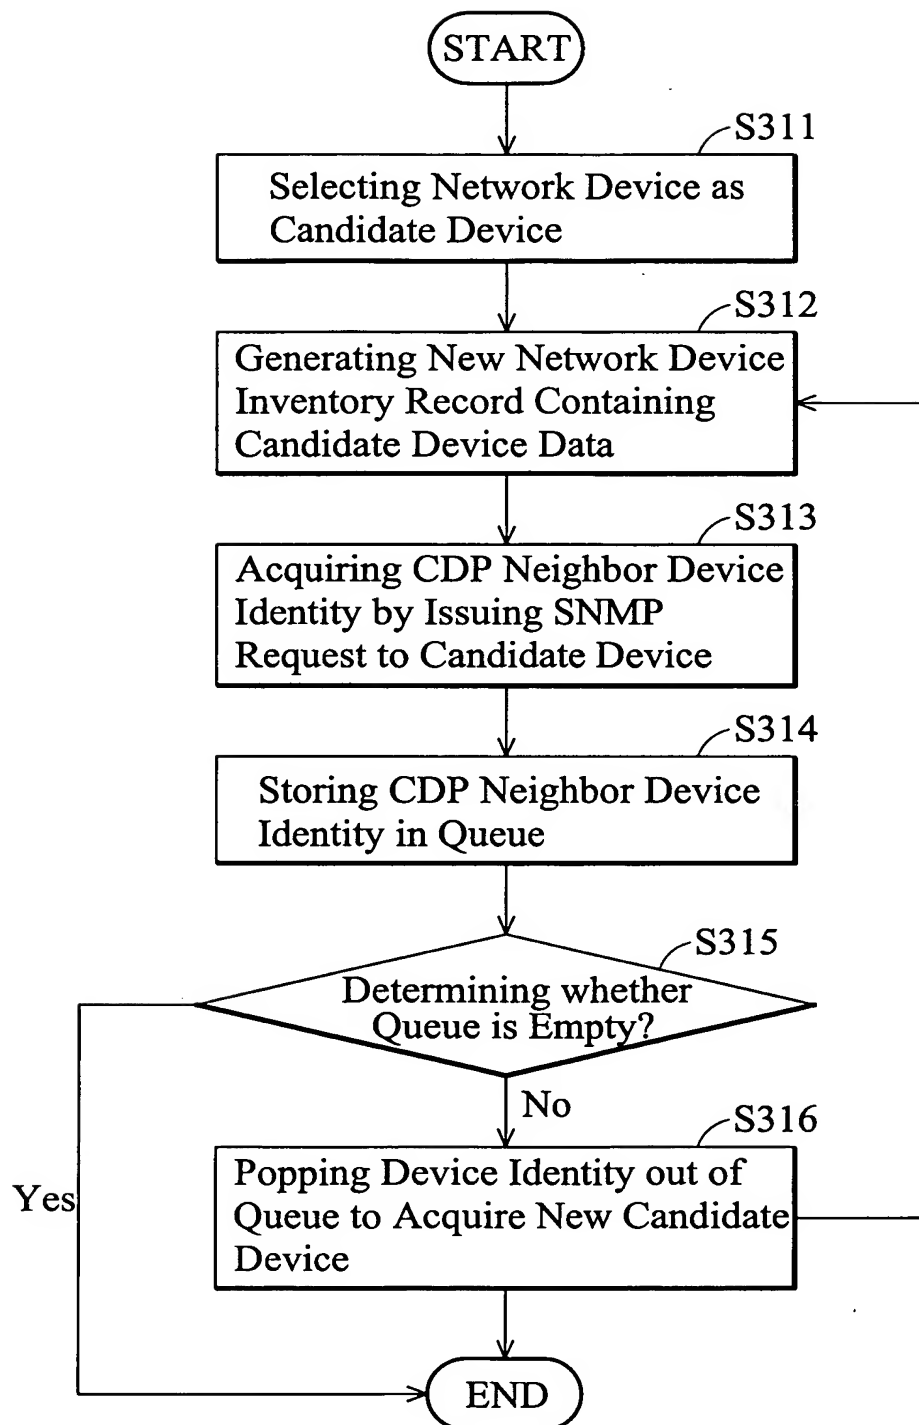 START
S311
Selecting Network Device as
Candidate Device
S312
Generating New Network Device
Inventory Record Containing
Candidate Device Data
S313
Acquiring CDP Neighbor Device
Identity by Issuing SNMP
Request to Candidate Device
S314
Storing CDP Neighbor Device
Identity in Queue
S315
Determining whether
Queue is Empty?
No
S316
Popping Device Identity out of
Queue to Acquire New Candidate
Device
Yes
END